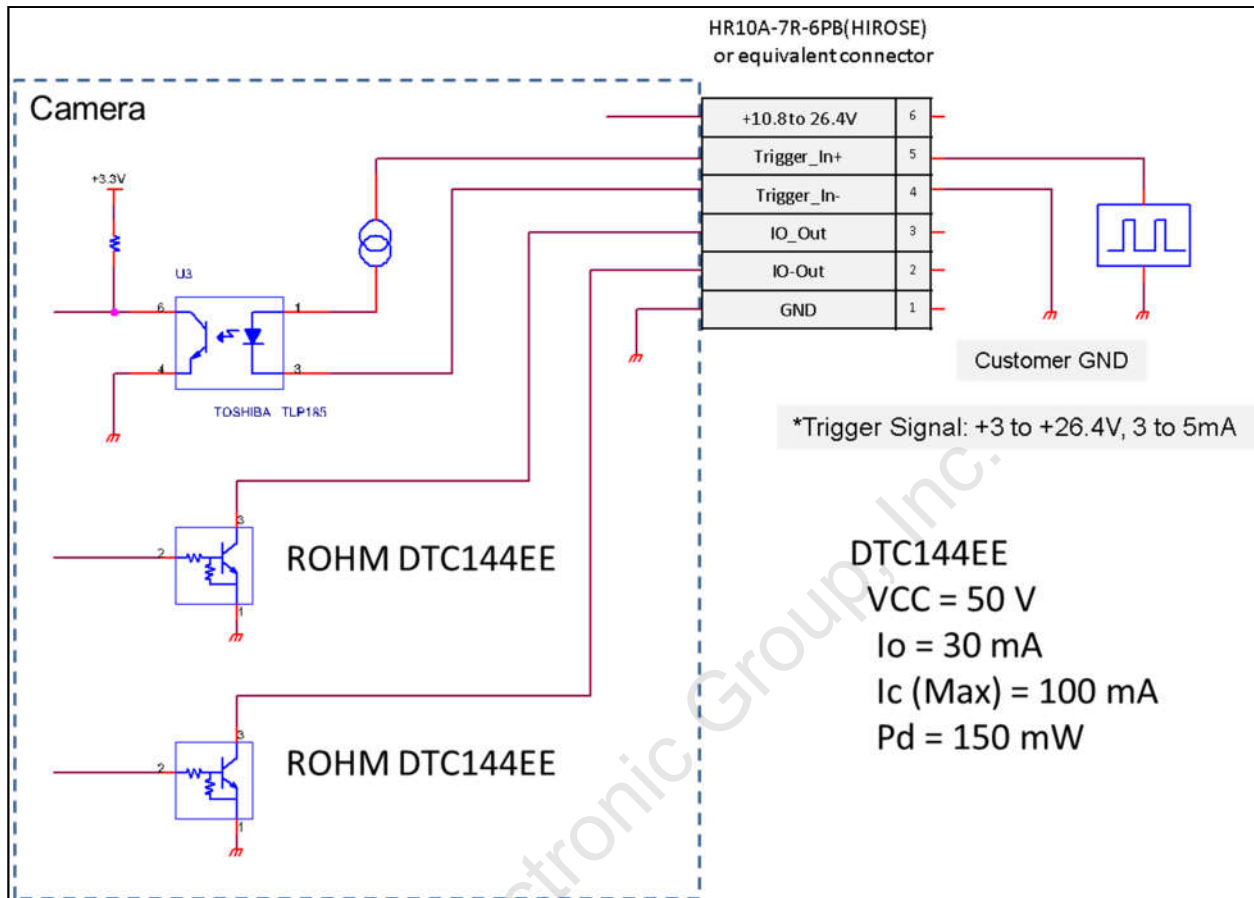 HR10A-7R-6PB(HIROSE)
or equivalent connector
Camera
+10.8 to 26.4V 6
Trigger_In+ 5
Trigger_In- 4
IO_Out 3
IO-Out 2
GND 1
+3.3V
U3
6
1
4
3
TOSHIBA TLP185
Customer GND
*Trigger Signal: +3 to +26.4V, 3 to 5mA
3
2
ROHM DTC144EE
1
3
2
ROHM DTC144EE
1
DTC144EE
VCC = 50 V
Io = 30 mA
Ic (Max) = 100 mA
Pd = 150 mW
stronic Group,Inc.